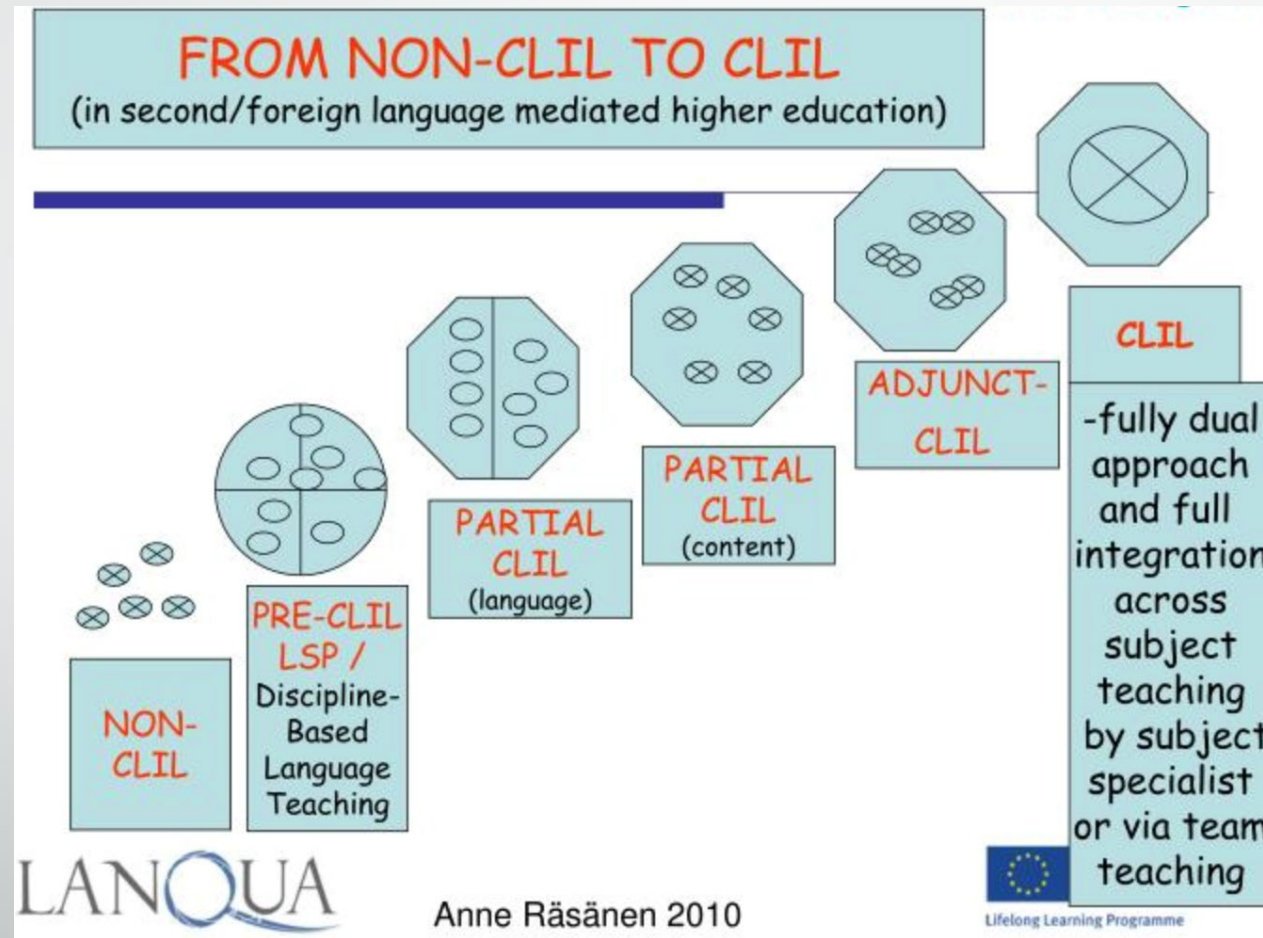 FROM NON-CLIL TO CLIL
(in second/foreign language mediated higher education)
NON-
CLIL
PRE-CLIL
LSP /
Discipline-
Based
Language
Teaching
PARTIAL
CLIL
(language)
PARTIAL
CLIL
(content)
ADJUNCT-
CLIL
CLIL
-fully dual
approach
and full
integration
across
subject
teaching
by subject
specialist
or via team
teaching
LANQUA
Anne Räsänen 2010
Lifelong Learning Programme